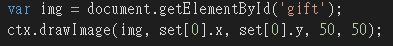 var img = document.getElementById('gift');
ctx.drawImage(img, set[0].x, set[0].y, 50, 50);